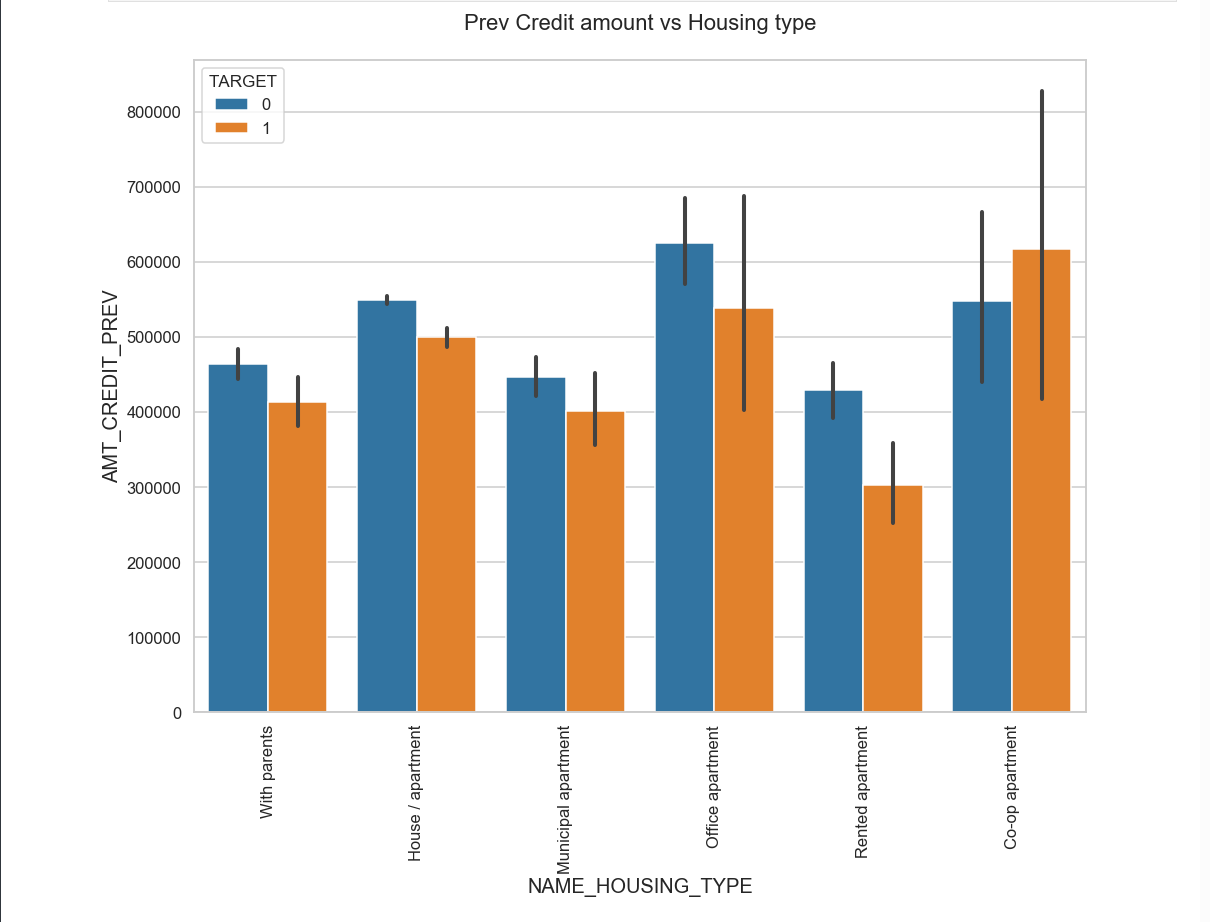 Prev Credit amount vs Housing type
TARGET
0
1
800000
700000
600000
500000
400000
300000
200000
100000
0
AMT_CREDIT_PREV
With parents
House / apartment
Municipal apartment
Office apartment
Rented apartment
Co-op apartment
NAME_HOUSING_TYPE